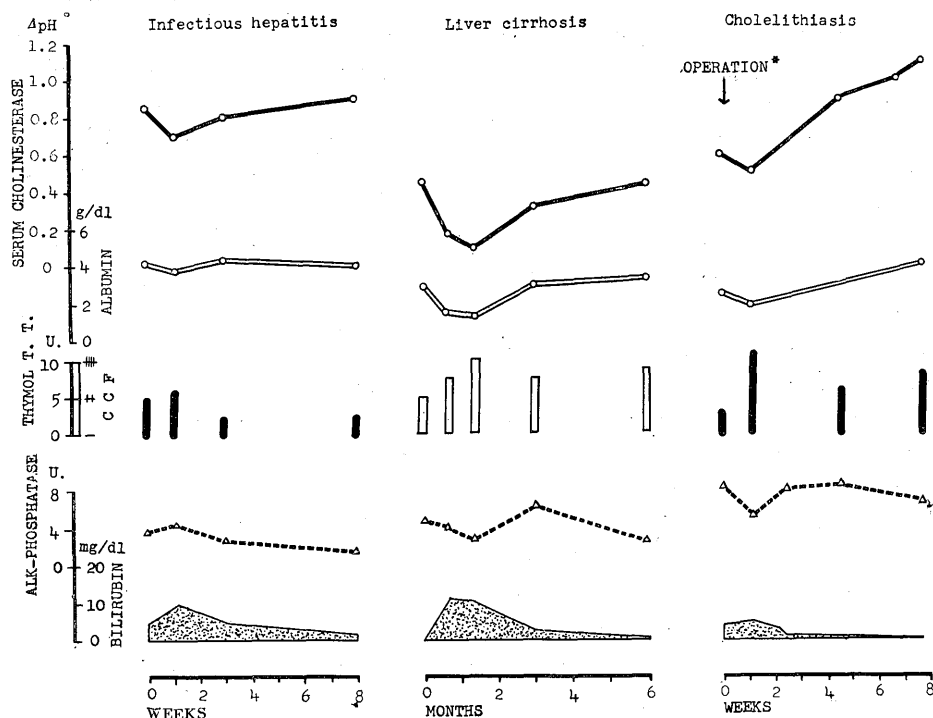 ΔpH°
Infectious hepatitis
Liver cirrhosis
Cholelithiasis
SERUM CHOLINESTERASE
1.2
1.0
0.8
0.6
0.4
0.2
0
OPERATION*
g/dl
6
4
2
0
ALBUMIN
THYMOL T. T.
U.
10
5
0
C C F
ALK-PHOSPHATASE
U.
8
4
0
mg/dl
20
10
0
BILIRUBIN
0 2 4 6 8
WEEKS
0 2 4 6
MONTHS
0 2 4 6 8
WEEKS